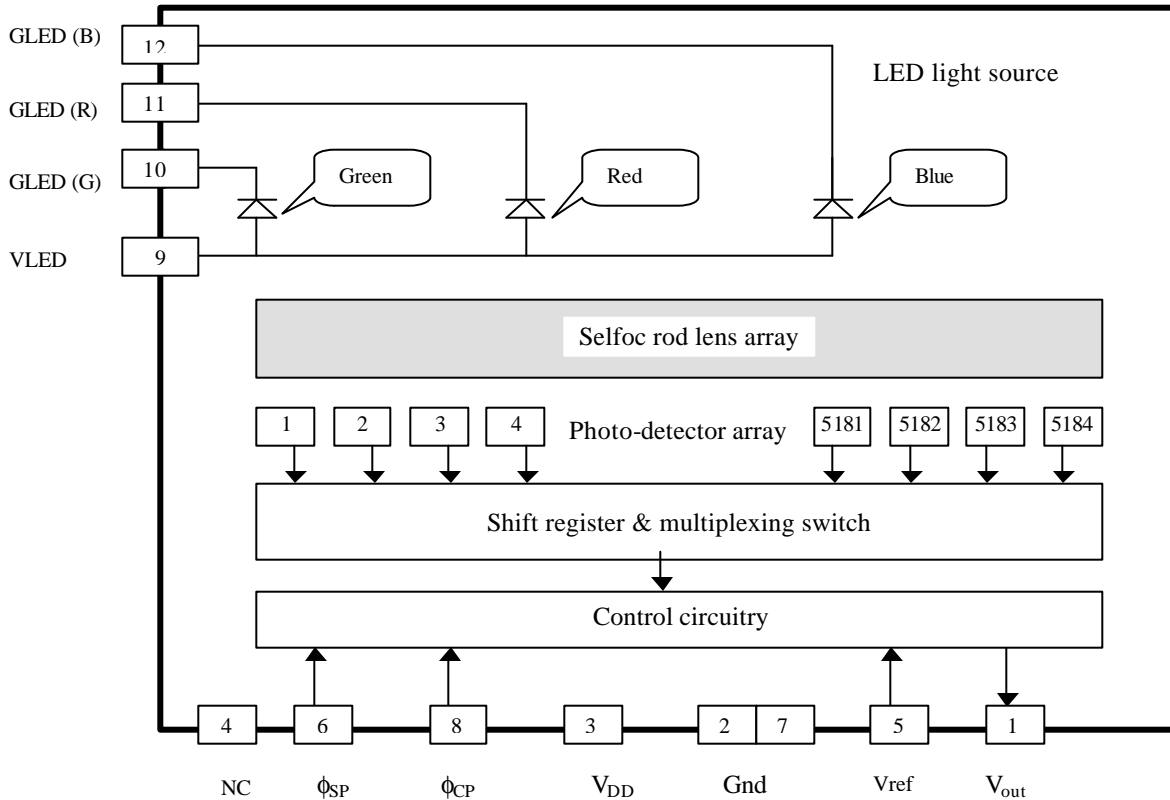 GLED (B)
12
LED light source
GLED (R)
11
GLED (G)
10
Green
Red
Blue
VLED
9
Selfoc rod lens array
1
2
3
4
Photo-detector array
5181
5182
5183
5184
Shift register & multiplexing switch
Control circuitry
4
6
8
3
2
7
5
1
NC
ϕSP
ϕCP
VDD
Gnd
Vref
Vout